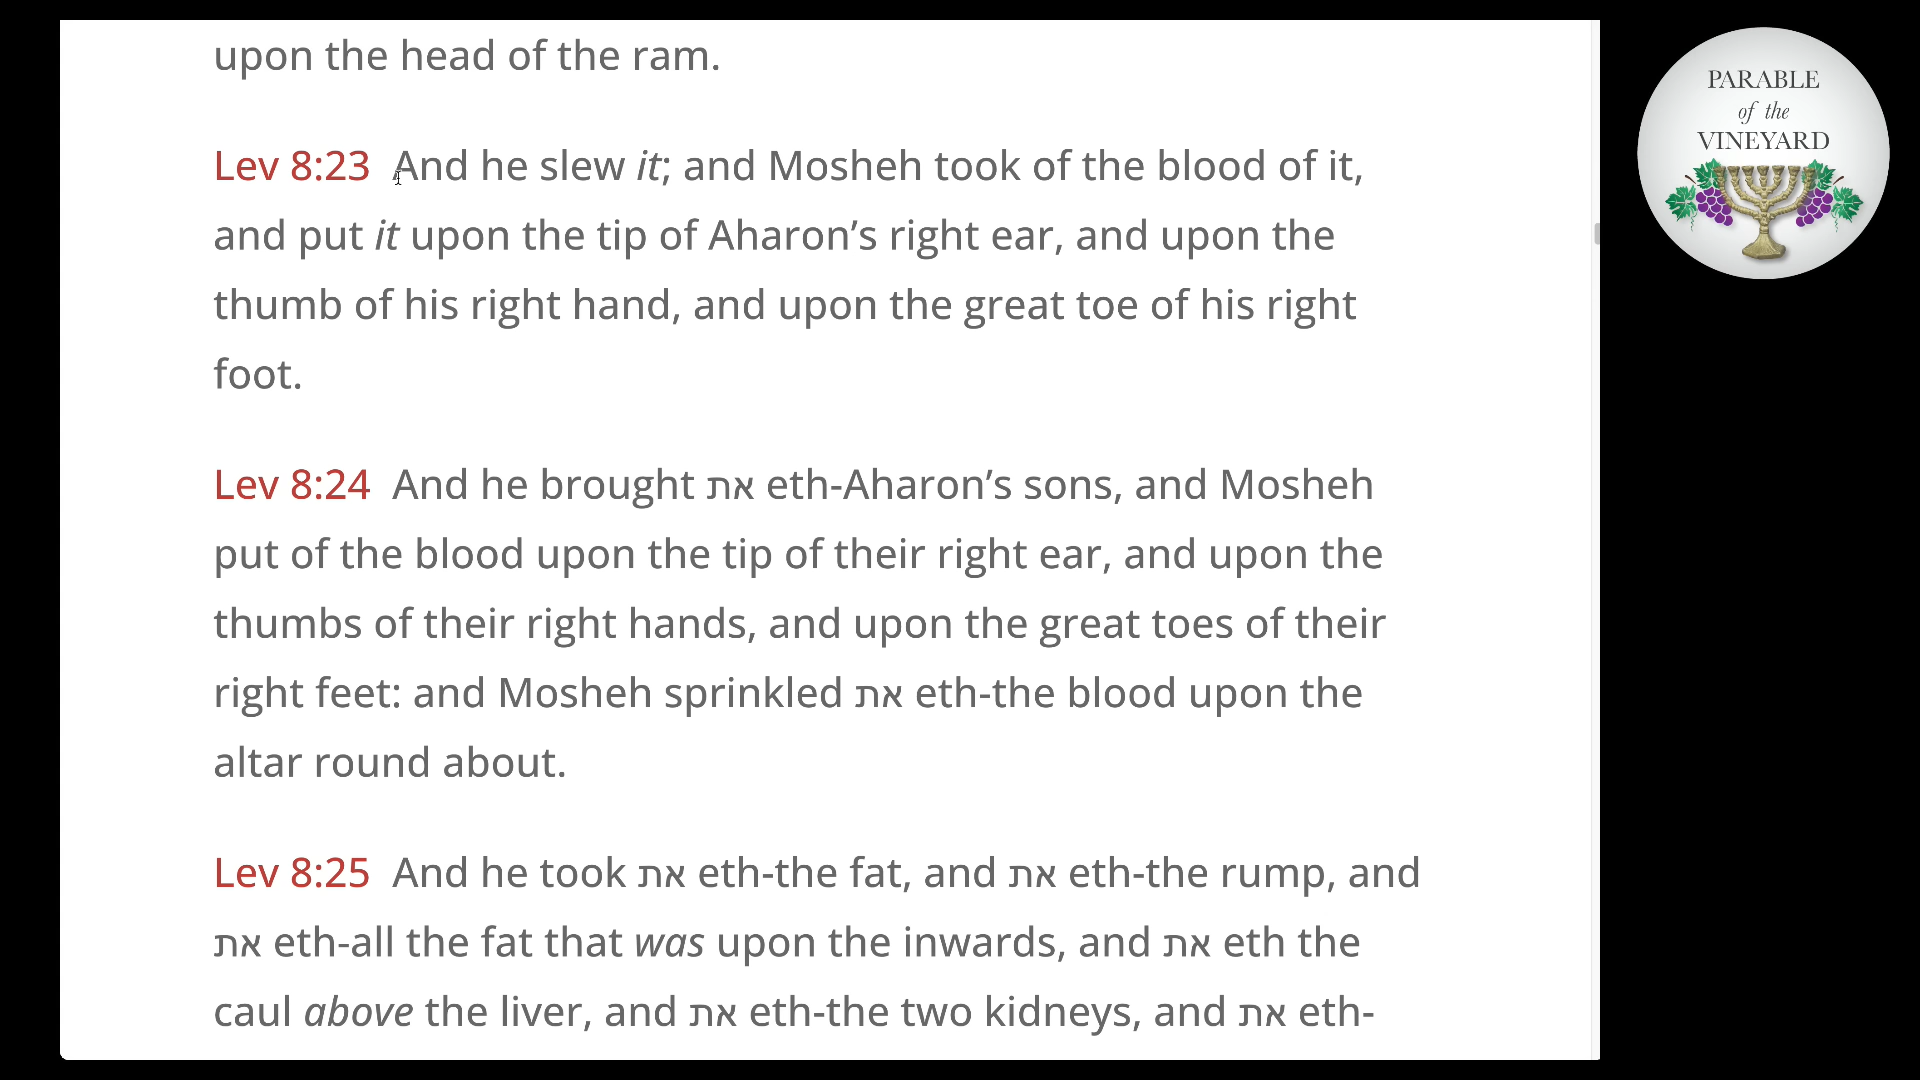 upon the head of the ram.
Lev 8:23 And he slew it; and Mosheh took of the blood of it,
and put it upon the tip of Aharon’s right ear, and upon the
thumb of his right hand, and upon the great toe of his right
foot.
Lev 8:24 And he brought את eth-Aharon’s sons, and Mosheh
put of the blood upon the tip of their right ear, and upon the
thumbs of their right hands, and upon the great toes of their
right feet: and Mosheh sprinkled את eth-the blood upon the
altar round about.
Lev 8:25 And he took את eth-the fat, and את eth-the rump, and
את eth-all the fat that was upon the inwards, and את eth the
caul above the liver, and את eth-the two kidneys, and את eth-
PARABLE
of the
VINEYARD